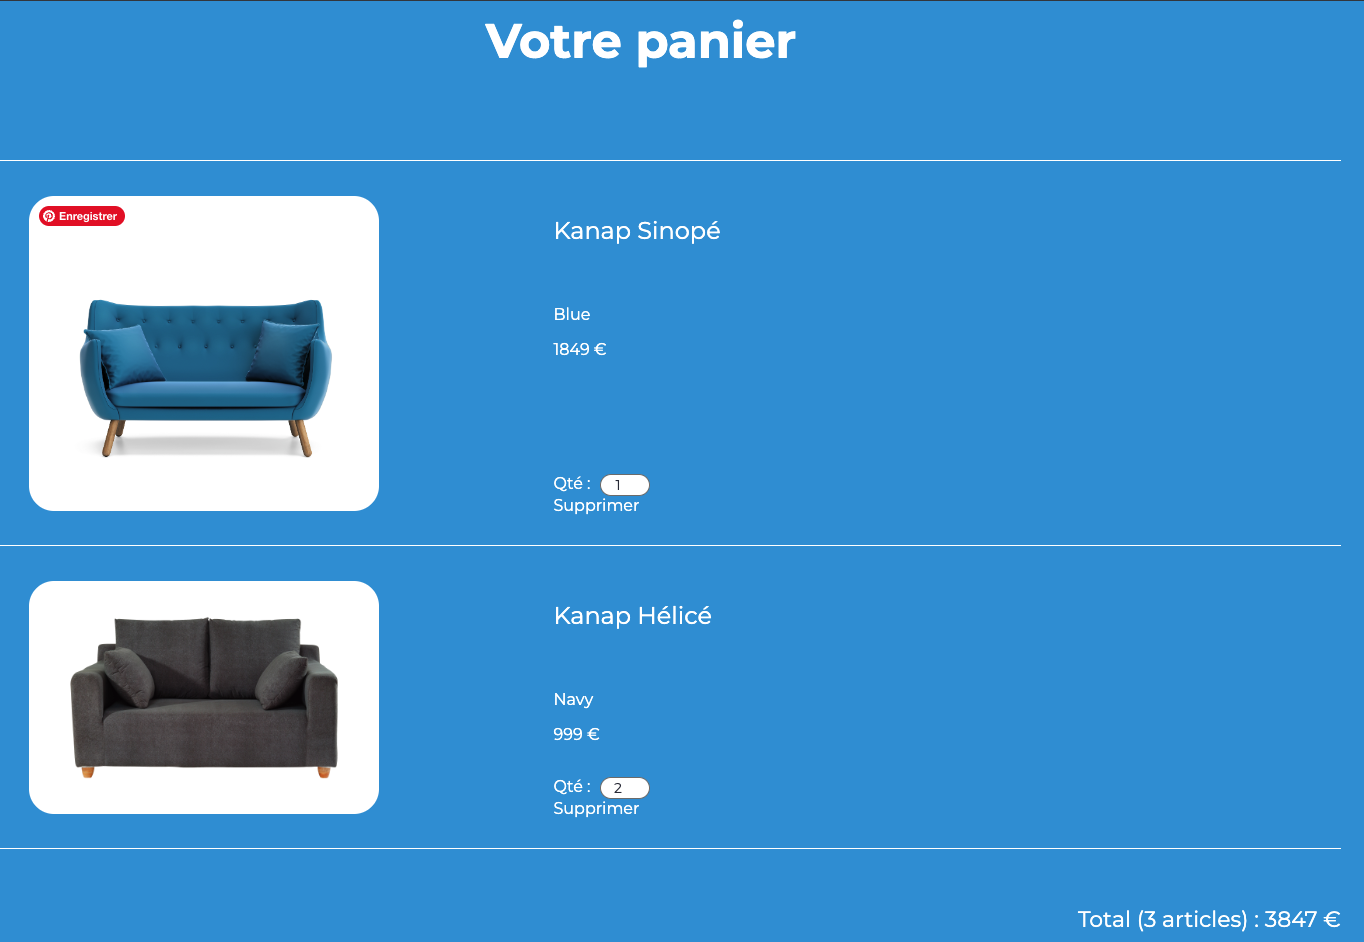 Votre panier
Enregistrer
Kanap Sinopé
Blue
1849 €
Qté : 1
Supprimer
Kanap Hélicé
Navy
999 €
Qté : 2
Supprimer
Total (3 articles) : 3847 €